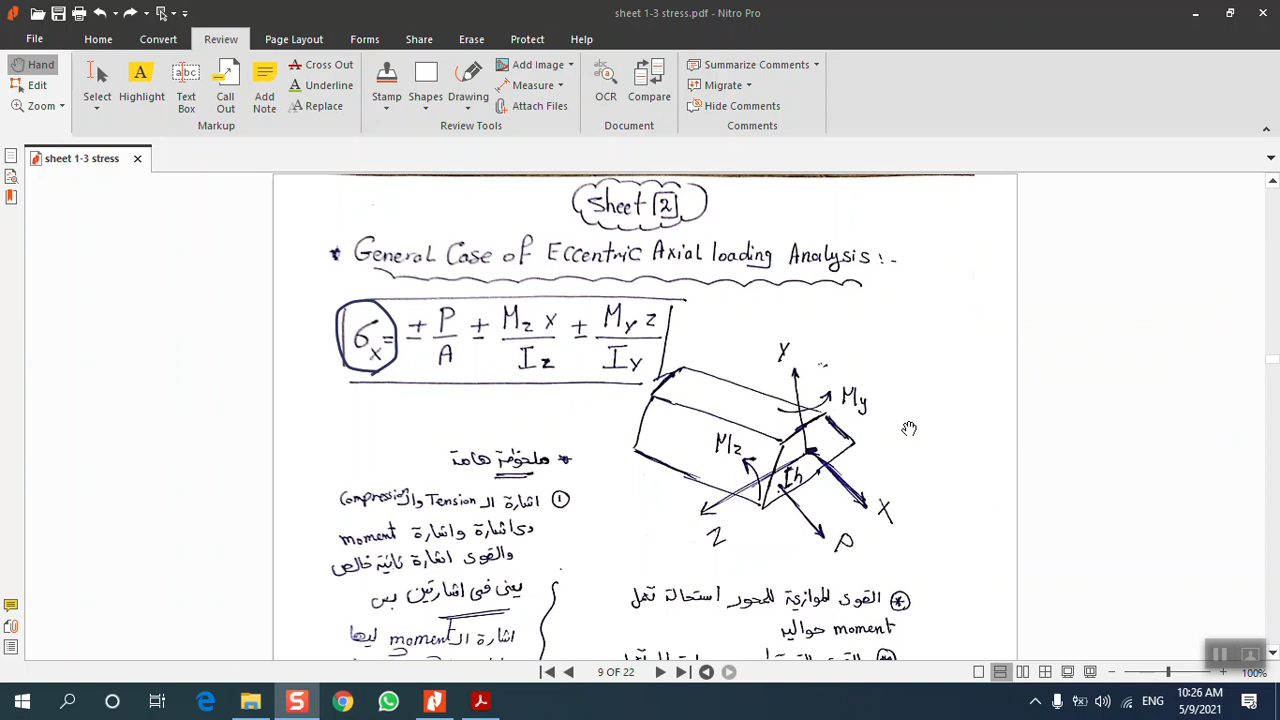 sheet 1-3 stress.pdf - Nitro Pro
File Home Convert Review Page Layout Forms Share Erase Protect Help
Hand
Edit
Zoom
Select
Highlight
Text Box
Call Out
Add Note
Cross Out
Underline
Replace
Markup
Stamp
Shapes
Drawing
Add Image
Measure
Attach Files
Review Tools
OCR
Compare
Document
Summarize Comments
Migrate
Hide Comments
Comments
sheet 1-3 stress
Sheet 2
* General Case of Eccentric Axial loading Analysis :-
σx = ± P/A ± Mz x/Iz ± My z/Iy
Y
My
Mz
h
X
Z
P
* ملحوظة هامة
① اشارة الـ Tension والـ Compression
دى اشارة واشارة moment
والقوى اشارة ثانية خالص
يعنى فى اشارتين بس
اشارة الـ moment ليها
* القوى الموازية للمحور استحالة تعمل
moment حواليه
9 OF 22
100%
ENG
10:26 AM
5/9/2021